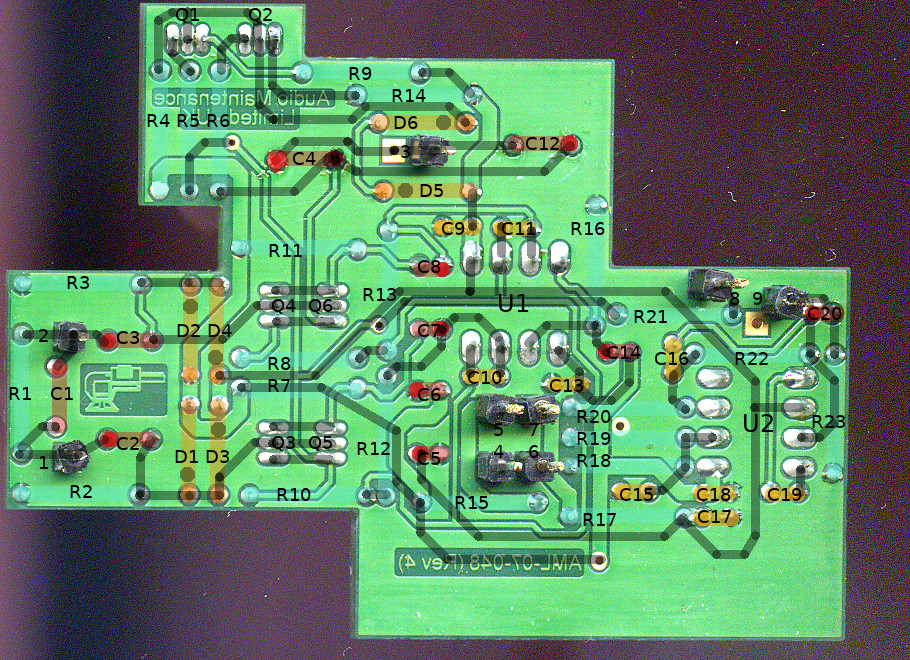 Q1 Q2
R9
R14
Audio Maintenance
Limited (UK)
R4 R5 R6
D6
3
C4
C12
D5
C9 C11
R16
R11
C8
R3
R13
U1
8 9
C20
Q4 Q6
R21
2
C3
D2 D4
C7
C14
C16
R22
R8
R1
C1
R7
C10
C13
C6
R20
U2
R23
5 7
R19
1
C2
D1 D3
Q3 Q5
R12
C5
4 6
R18
R2
R10
R15
C15
C18
C19
R17
C17
AML-07-048 (Rev 4)